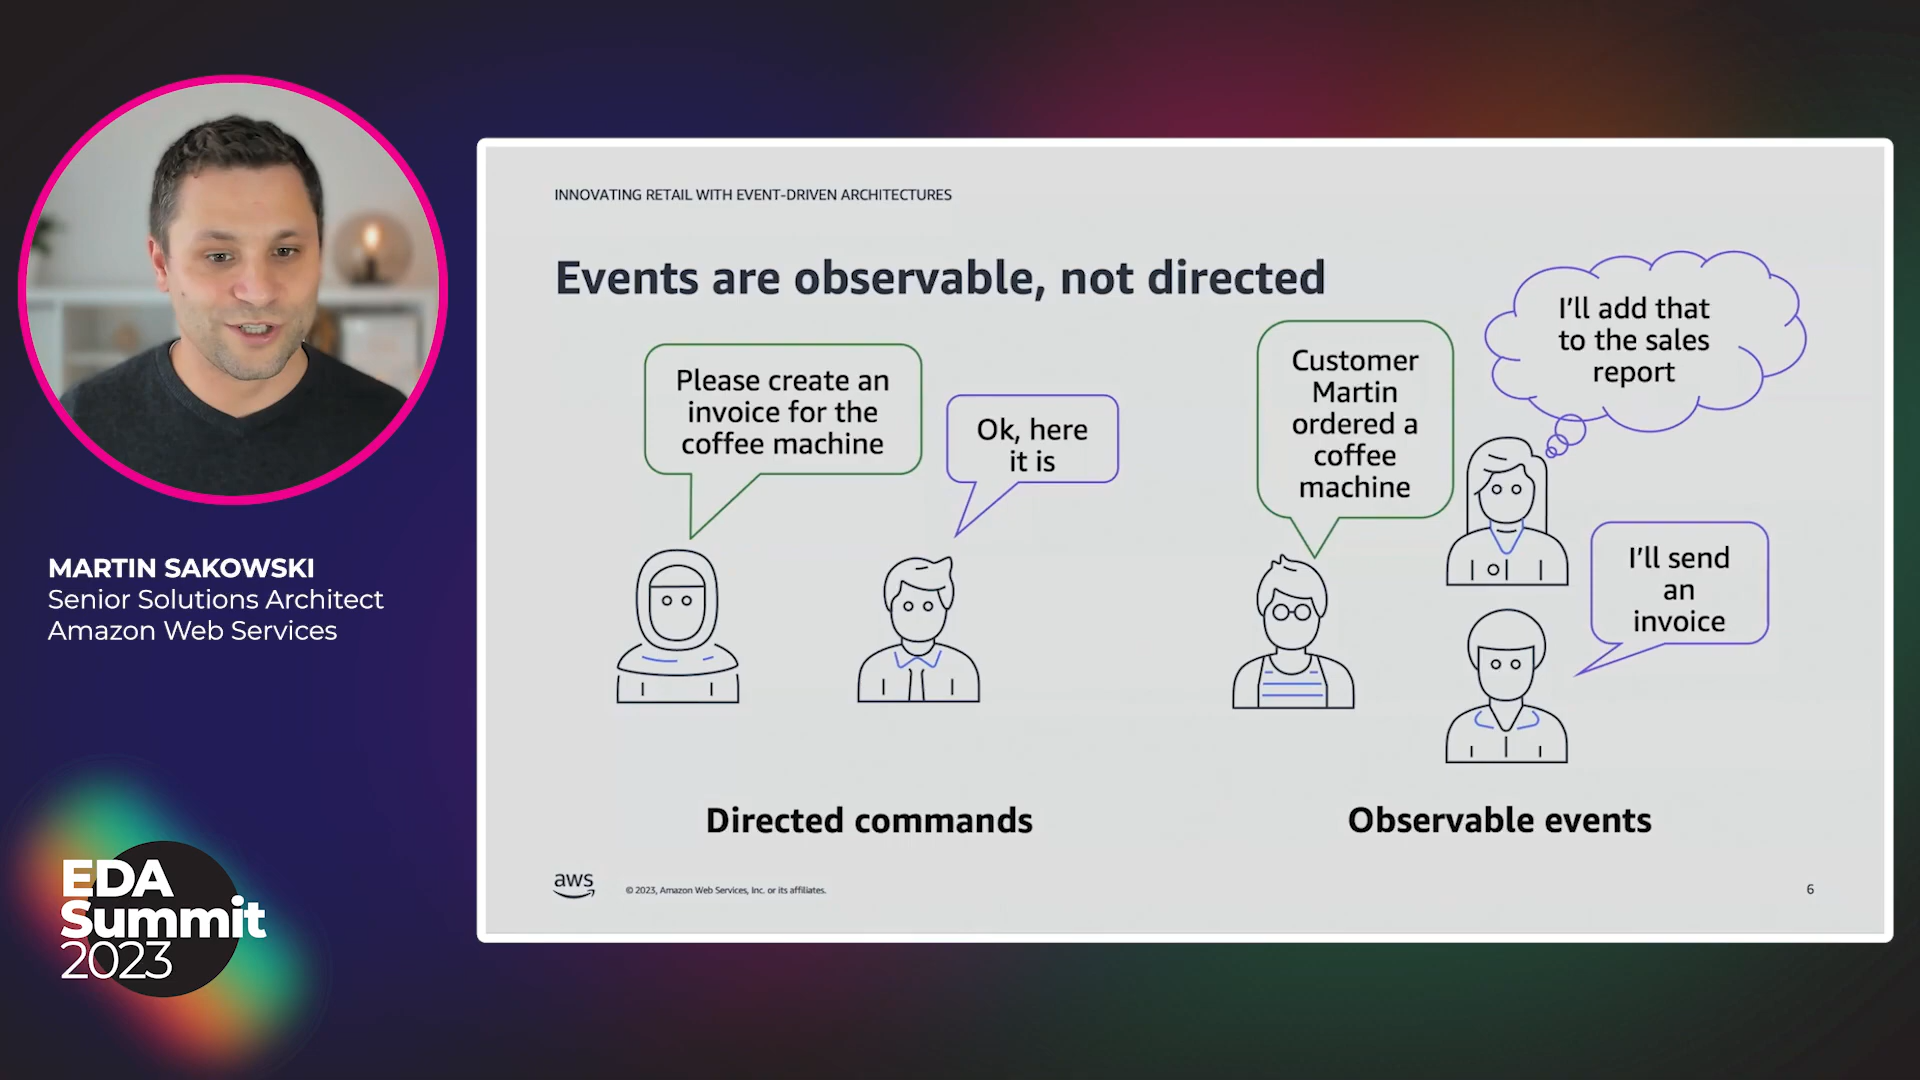 MARTIN SAKOWSKI
Senior Solutions Architect
Amazon Web Services
EDA
Summit
2023
INNOVATING RETAIL WITH EVENT-DRIVEN ARCHITECTURES
Events are observable, not directed
Please create an
invoice for the
coffee machine
Ok, here
it is
Directed commands
Customer
Martin
ordered a
coffee
machine
I'll add that
to the sales
report
I'll send
an
invoice
Observable events
aws
© 2023, Amazon Web Services, Inc. or its affiliates.
6